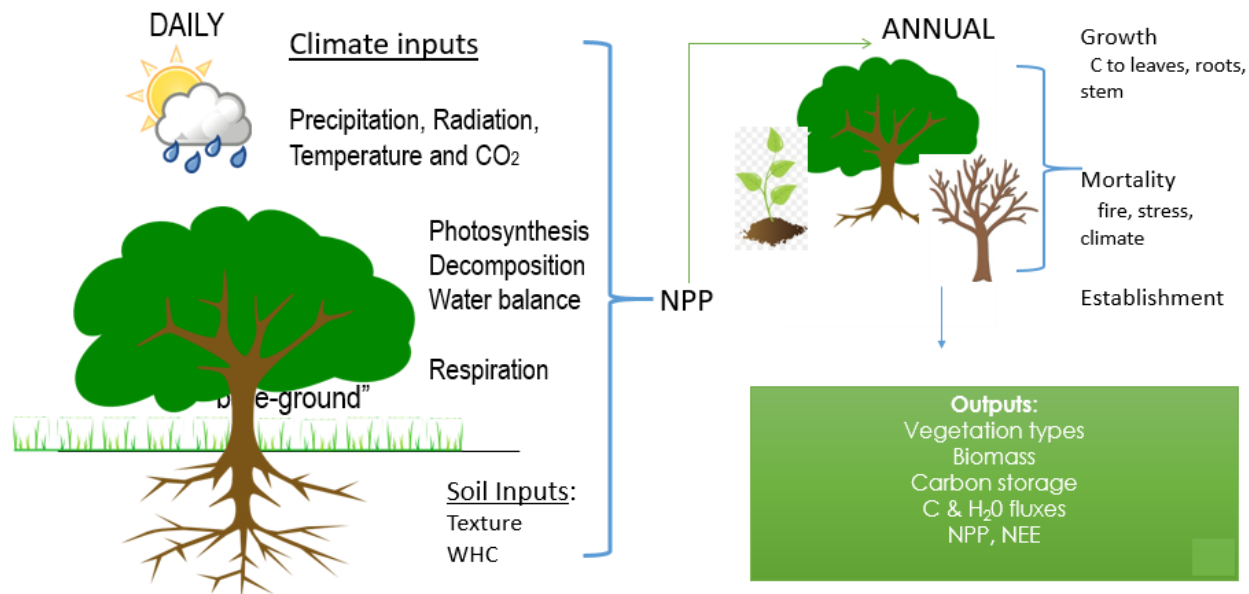 DAILY
Climate inputs
Precipitation, Radiation,
Temperature and CO₂
Photosynthesis
Decomposition
Water balance
Respiration
e-ground”
Soil Inputs:
Texture
WHC
NPP
ANNUAL
Growth
C to leaves, roots,
stem
Mortality
fire, stress,
climate
Establishment
Outputs:
Vegetation types
Biomass
Carbon storage
C & H₂0 fluxes
NPP, NEE